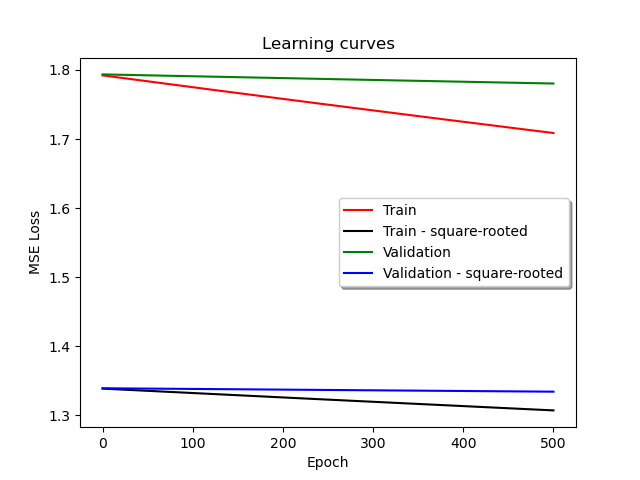 Learning curves
MSE Loss
1.8
1.7
1.6
1.5
1.4
1.3
Train
Train - square-rooted
Validation
Validation - square-rooted
0 100 200 300 400 500
Epoch